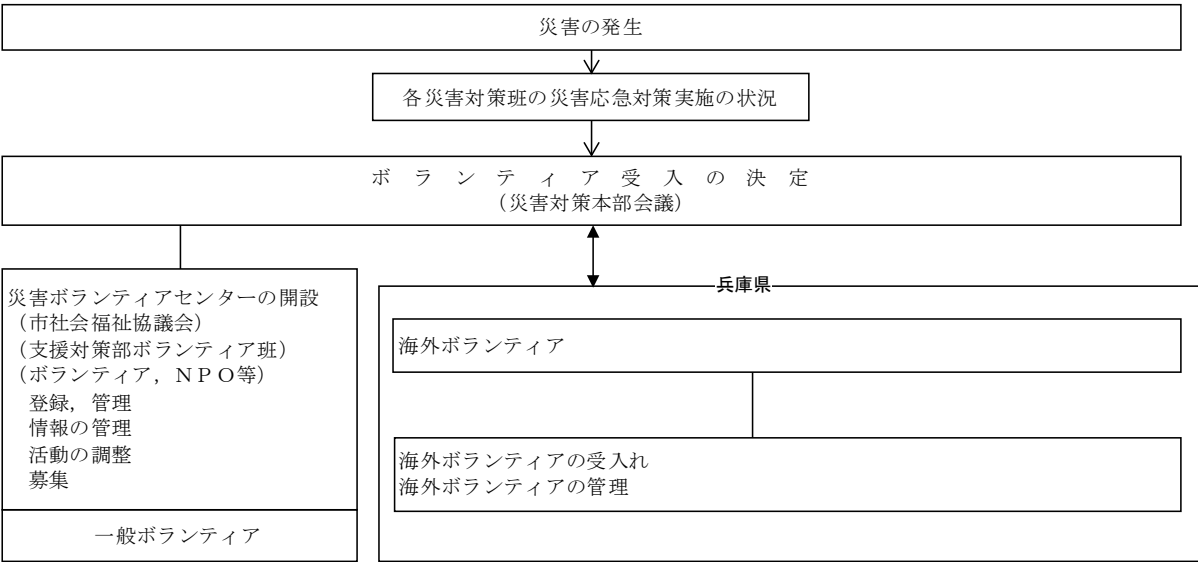 災害の発生
各災害対策班の災害応急対策実施の状況
ボ ラ ン テ ィ ア 受 入 の 決 定
（災害対策本部会議）
災害ボランティアセンターの開設
（市社会福祉協議会）
（支援対策部ボランティア班）
（ボランティア，ＮＰＯ等）
登録，管理
情報の管理
活動の調整
募集
一般ボランティア
兵庫県
海外ボランティア
海外ボランティアの受入れ
海外ボランティアの管理